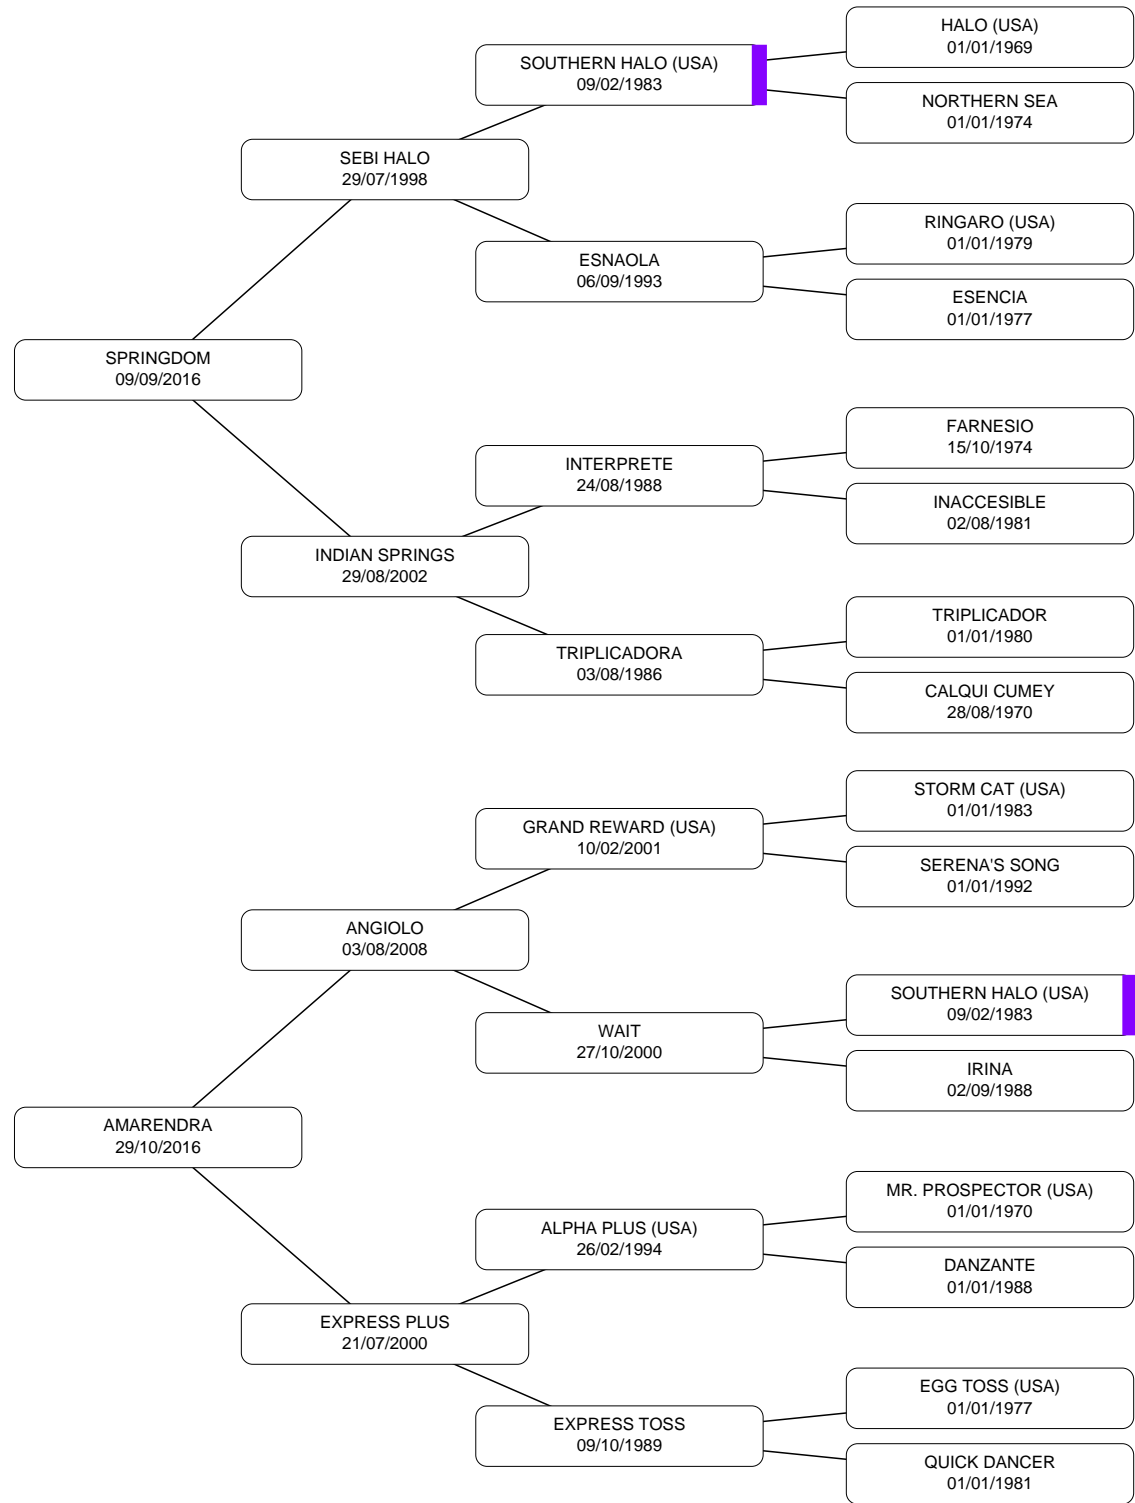 HALO (USA)
01/01/1969
SOUTHERN HALO (USA)
09/02/1983
NORTHERN SEA
01/01/1974
SEBI HALO
29/07/1998
RINGARO (USA)
01/01/1979
ESNAOLA
06/09/1993
ESENCIA
01/01/1977
SPRINGDOM
09/09/2016
FARNESIO
15/10/1974
INTERPRETE
24/08/1988
INACCESIBLE
02/08/1981
INDIAN SPRINGS
29/08/2002
TRIPLICADOR
01/01/1980
TRIPLICADORA
03/08/1986
CALQUI CUMEY
28/08/1970
STORM CAT (USA)
01/01/1983
GRAND REWARD (USA)
10/02/2001
SERENA'S SONG
01/01/1992
ANGIOLO
03/08/2008
SOUTHERN HALO (USA)
09/02/1983
WAIT
27/10/2000
IRINA
02/09/1988
AMARENDRA
29/10/2016
MR. PROSPECTOR (USA)
01/01/1970
ALPHA PLUS (USA)
26/02/1994
DANZANTE
01/01/1988
EXPRESS PLUS
21/07/2000
EGG TOSS (USA)
01/01/1977
EXPRESS TOSS
09/10/1989
QUICK DANCER
01/01/1981